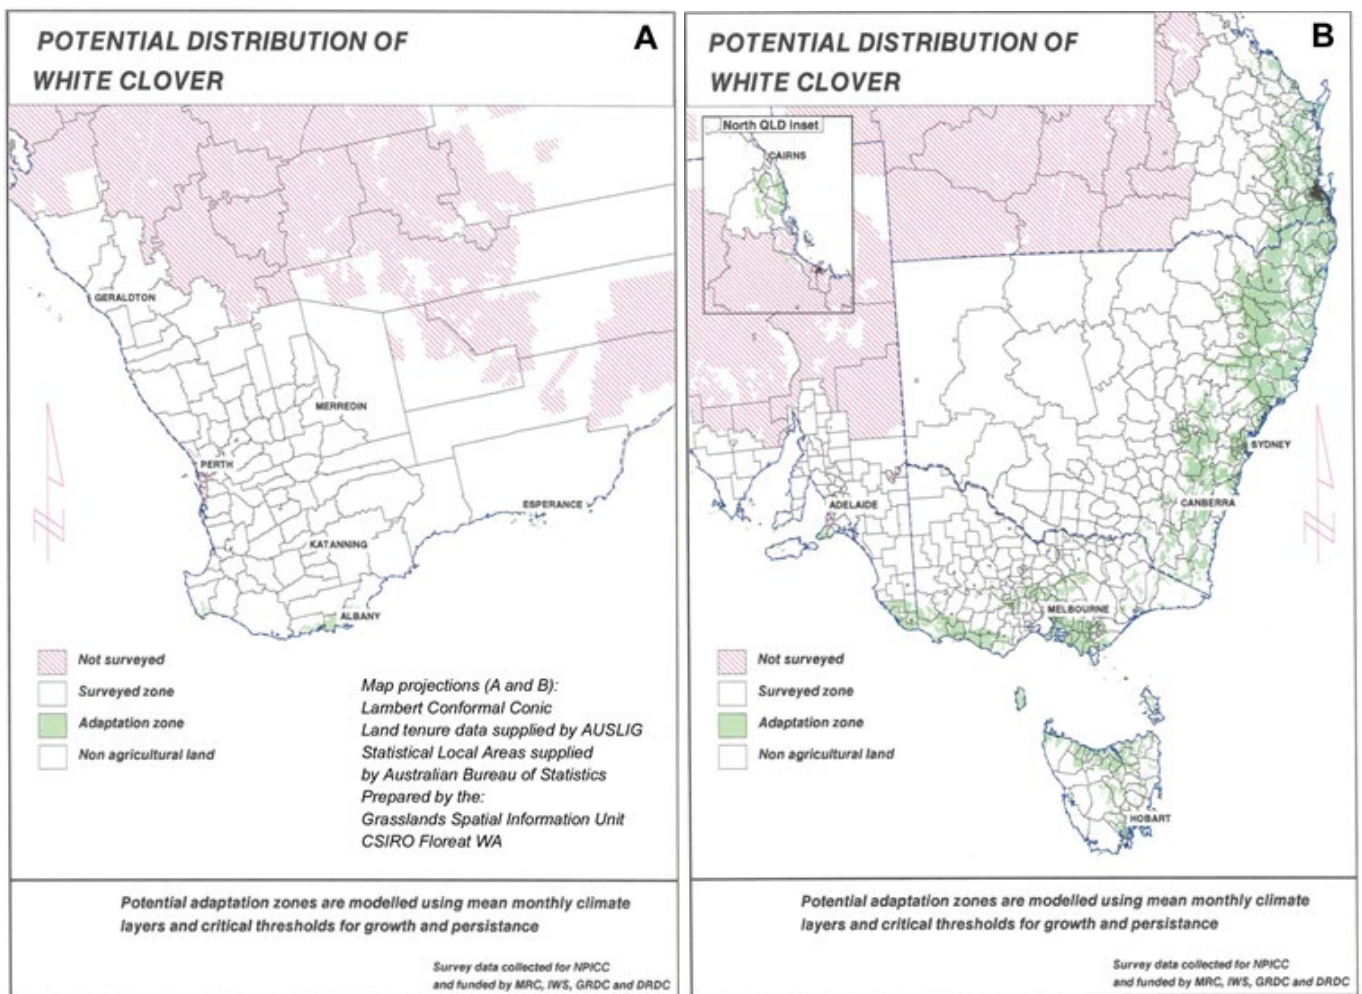 POTENTIAL DISTRIBUTION OF
WHITE CLOVER
A
GERALDTON
MERREDIN
PERTH
ESPERANCE
KATANNING
ALBANY
Not surveyed
Surveyed zone
Adaptation zone
Non agricultural land
Map projections (A and B):
Lambert Conformal Conic
Land tenure data supplied by AUSLIG
Statistical Local Areas supplied
by Australian Bureau of Statistics
Prepared by the:
Grasslands Spatial Information Unit
CSIRO Floreat WA
Potential adaptation zones are modelled using mean monthly climate
layers and critical thresholds for growth and persistance
Survey data collected for NPICC
and funded by MRC, IWS, GRDC and DRDC
POTENTIAL DISTRIBUTION OF
WHITE CLOVER
B
North QLD Inset
CAIRNS
SYDNEY
ADELAIDE
CANBERRA
MELBOURNE
Not surveyed
Surveyed zone
Adaptation zone
Non agricultural land
HOBART
Potential adaptation zones are modelled using mean monthly climate
layers and critical thresholds for growth and persistance
Survey data collected for NPICC
and funded by MRC, IWS, GRDC and DRDC